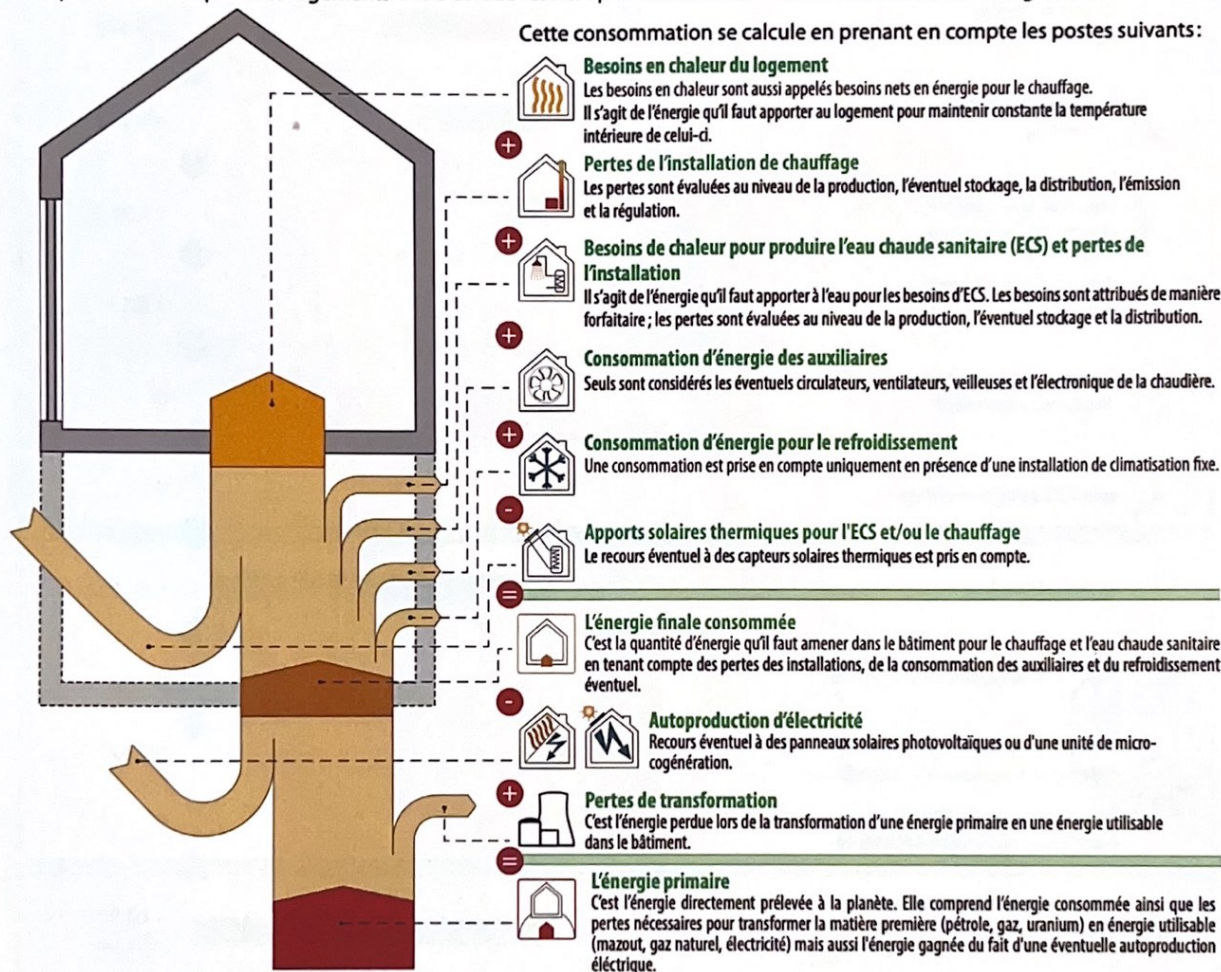 Cette consommation se calcule en prenant en compte les postes suivants :
Besoins en chaleur du logement
Les besoins en chaleur sont aussi appelés besoins nets en énergie pour le chauffage.
Il s'agit de l'énergie qu'il faut apporter au logement pour maintenir constante la température
intérieure de celui-ci.
+
Pertes de l'installation de chauffage
Les pertes sont évaluées au niveau de la production, l'éventuel stockage, la distribution, l'émission
et la régulation.
+
Besoins de chaleur pour produire l'eau chaude sanitaire (ECS) et pertes de
l'installation
Il s'agit de l'énergie qu'il faut apporter à l'eau pour les besoins d'ECS. Les besoins sont attribués de manière
forfaitaire ; les pertes sont évaluées au niveau de la production, l'éventuel stockage et la distribution.
+
Consommation d'énergie des auxiliaires
Seuls sont considérés les éventuels circulateurs, ventilateurs, veilleuses et l'électronique de la chaudière.
+
Consommation d'énergie pour le refroidissement
Une consommation est prise en compte uniquement en présence d'une installation de climatisation fixe.
-
Apports solaires thermiques pour l'ECS et/ou le chauffage
Le recours éventuel à des capteurs solaires thermiques est pris en compte.
=
L'énergie finale consommée
C'est la quantité d'énergie qu'il faut amener dans le bâtiment pour le chauffage et l'eau chaude sanitaire
en tenant compte des pertes des installations, de la consommation des auxiliaires et du refroidissement
éventuel.
-
Autoproduction d'électricité
Recours éventuel à des panneaux solaires photovoltaïques ou d'une unité de micro-
cogénération.
+
Pertes de transformation
C'est l'énergie perdue lors de la transformation d'une énergie primaire en une énergie utilisable
dans le bâtiment.
=
L'énergie primaire
C'est l'énergie directement prélevée à la planète. Elle comprend l'énergie consommée ainsi que les
pertes nécessaires pour transformer la matière première (pétrole, gaz, uranium) en énergie utilisable
(mazout, gaz naturel, électricité) mais aussi l'énergie gagnée du fait d'une éventuelle autoproduction
éléctrique.